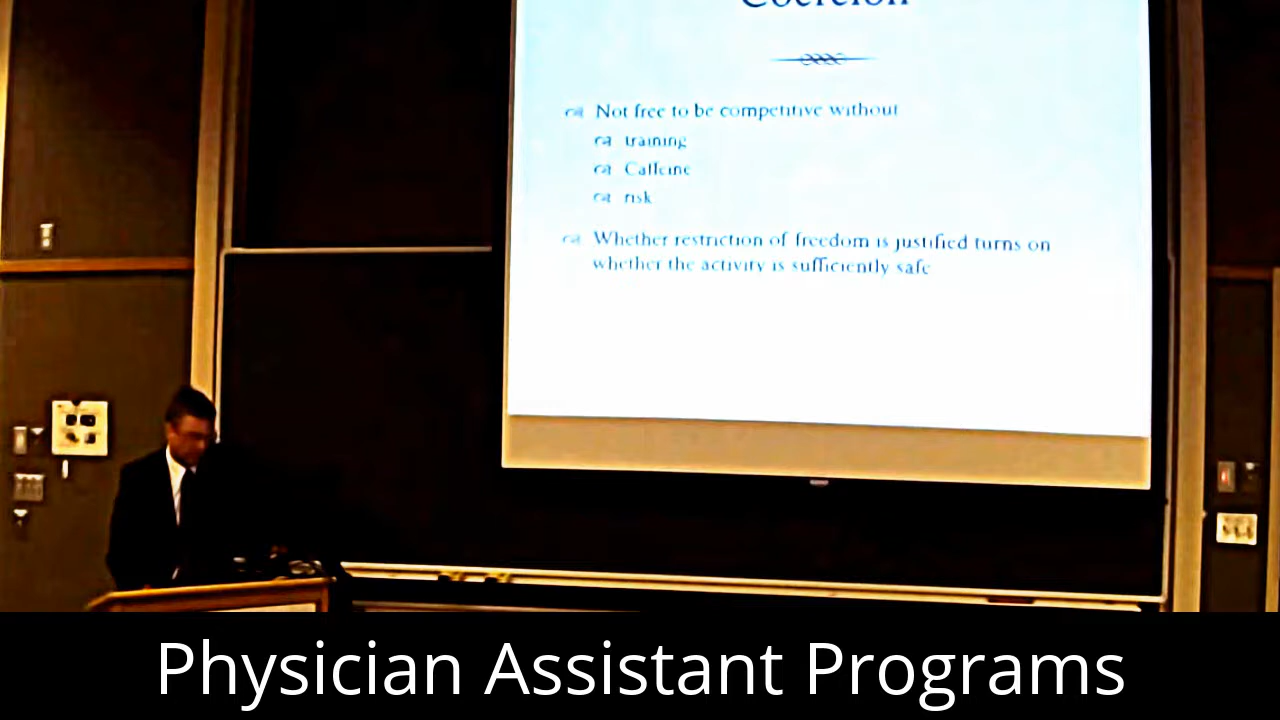 Coercion
Not free to be competitive without
training
Caffeine
risk
Whether restriction of freedom is justified turns on
whether the activity is sufficiently safe
Physician Assistant Programs